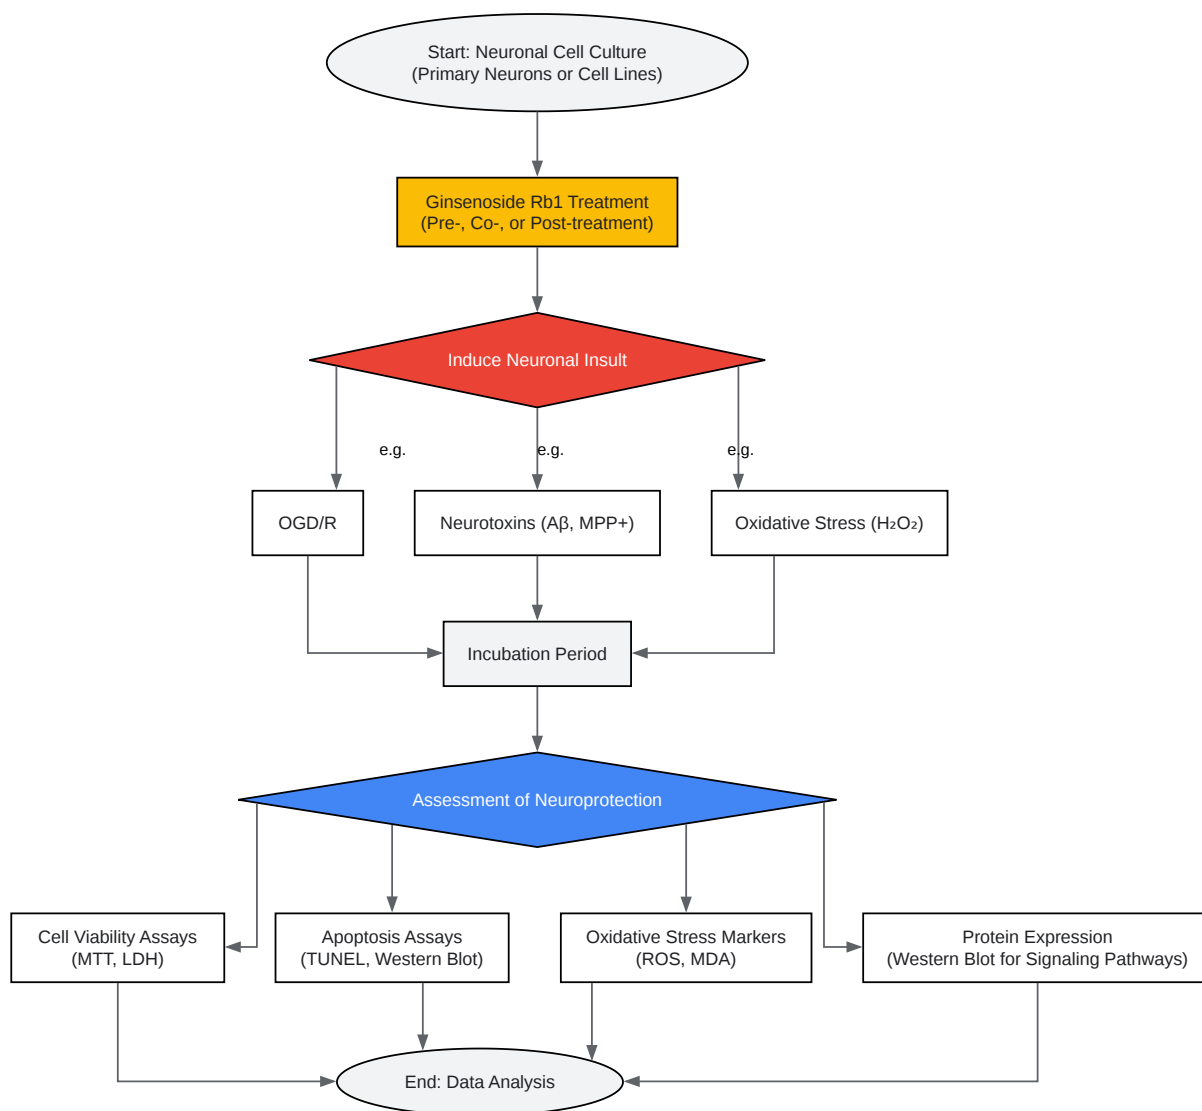 Start: Neuronal Cell Culture
(Primary Neurons or Cell Lines)
Ginsenoside Rb1 Treatment
(Pre-, Co-, or Post-treatment)
Induce Neuronal Insult
e.g.
e.g.
e.g.
OGD/R
Neurotoxins (Aβ, MPP+)
Oxidative Stress (H₂O₂)
Incubation Period
Assessment of Neuroprotection
Cell Viability Assays
(MTT, LDH)
Apoptosis Assays
(TUNEL, Western Blot)
Oxidative Stress Markers
(ROS, MDA)
Protein Expression
(Western Blot for Signaling Pathways)
End: Data Analysis